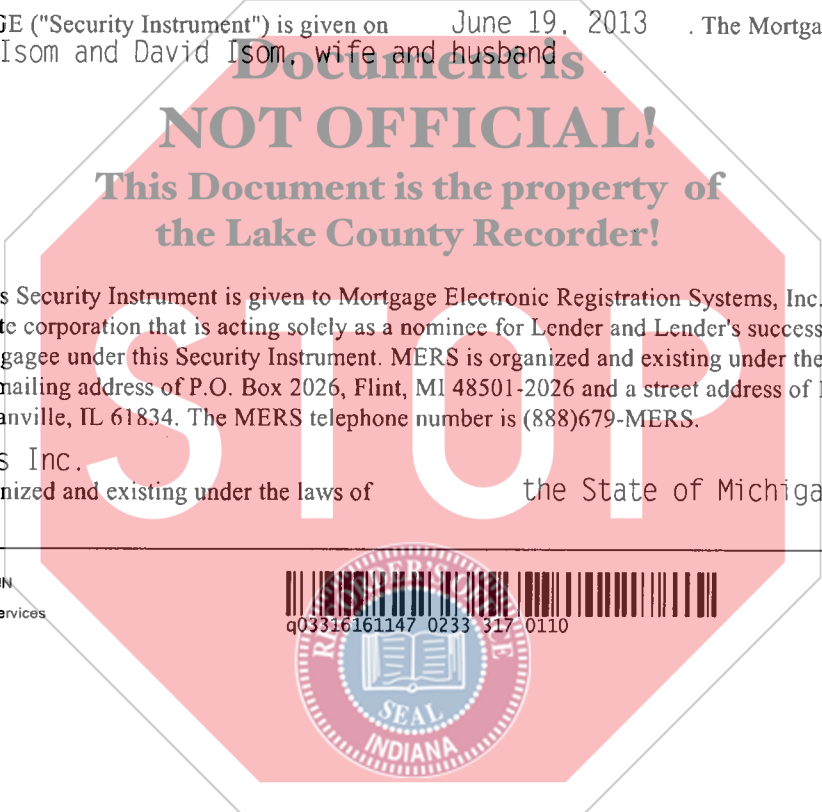 GE ("Security Instrument") is given on June 19, 2013 . The Mortga
Isom and David Isom, wife and husband
Document is
NOT OFFICIAL!
This Document is the property of
the Lake County Recorder!
s Security Instrument is given to Mortgage Electronic Registration Systems, Inc.
te corporation that is acting solely as a nominee for Lender and Lender's success
gagee under this Security Instrument. MERS is organized and existing under the
mailing address of P.O. Box 2026, Flint, MI 48501-2026 and a street address of 1
anville, IL 61834. The MERS telephone number is (888)679-MERS.
STOP
s Inc.
nized and existing under the laws of the State of Michiga
N
ervices
q03316161147 0233 317 0110
RECORDER'S OFFICE
SEAL
INDIANA